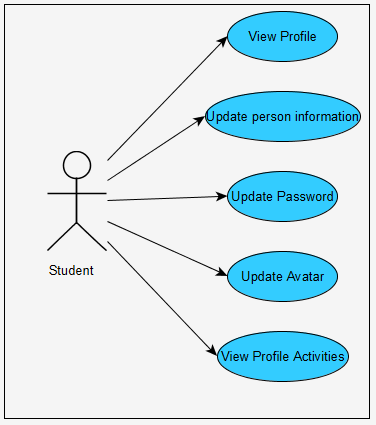 View Profile
Update person information
Update Password
Update Avatar
Student
View Profile Activities